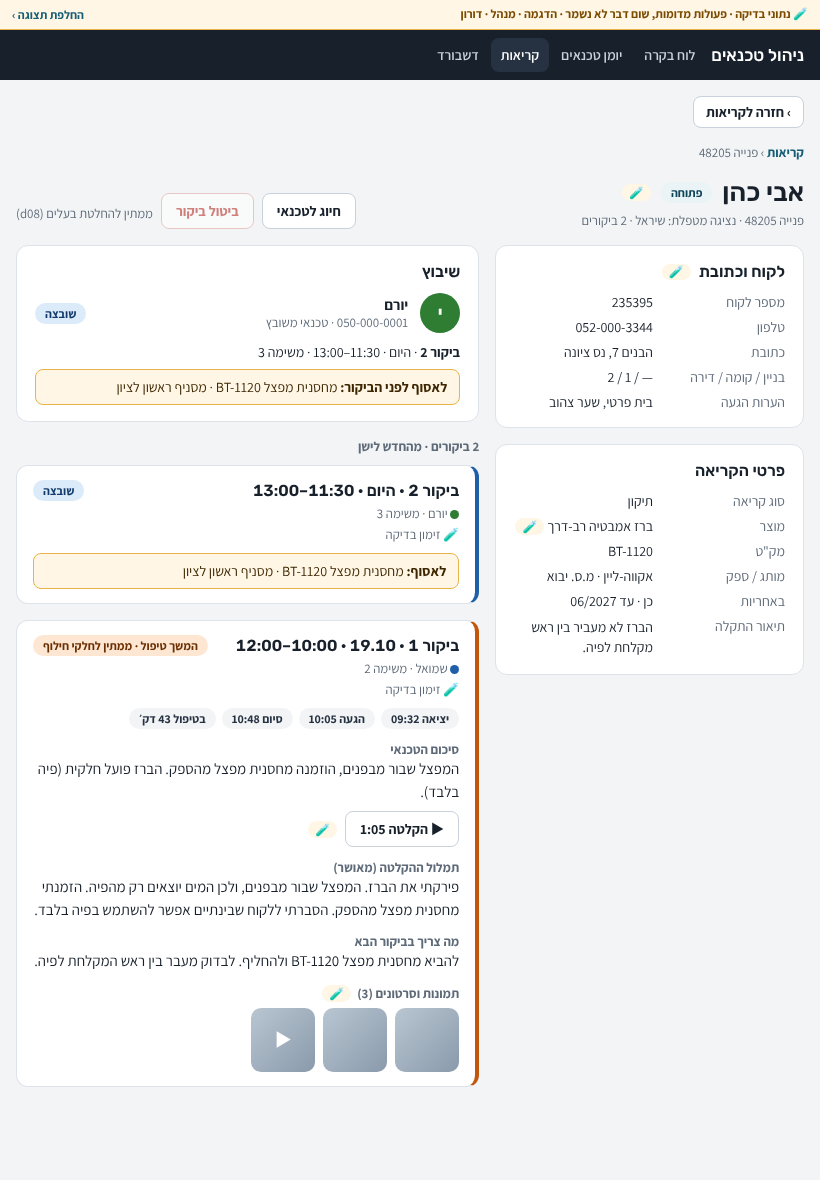 🧪 נתוני בדיקה · פעולות מדומות, שום דבר לא נשמר · הדגמה · מנהל · דורון
החלפת תצוגה ›
ניהול טכנאים
לוח בקרה
יומן טכנאים
קריאות
דשבורד
› חזרה לקריאות
קריאות › פנייה 48205
אבי כהן
פתוחה
🧪
פנייה 48205 · נציגה מטפלת: שיראל · 2 ביקורים
חיוג לטכנאי
ביטול ביקור
ממתין להחלטת בעלים (d08)
לקוח וכתובת 🧪
מספר לקוח 235395
טלפון 052-000-3344
כתובת הבנים 7, נס ציונה
בניין / קומה / דירה — / 1 / 2
הערות הגעה בית פרטי, שער צהוב
פרטי הקריאה
סוג קריאה תיקון
מוצר ברז אמבטיה רב-דרך 🧪
מק"ט BT-1120
מותג / ספק אקווה-ליין · מ.ס. יבוא
באחריות כן · עד 06/2027
תיאור התקלה הברז לא מעביר בין ראש
מקלחת לפיה.
שיבוץ
י
יורם
050-000-0001 · טכנאי משובץ
שובצה
ביקור 2 · היום · 11:30–13:00 · משימה 3
לאסוף לפני הביקור: מחסנית מפצל BT-1120 · מסניף ראשון לציון
2 ביקורים · מהחדש לישן
ביקור 2 · היום · 11:30–13:00
שובצה
יורם · משימה 3
🧪 זימון בדיקה
לאסוף: מחסנית מפצל BT-1120 · מסניף ראשון לציון
ביקור 1 · 19.10 · 10:00–12:00
המשך טיפול · ממתין לחלקי חילוף
שמואל · משימה 2
🧪 זימון בדיקה
יציאה 09:32
הגעה 10:05
סיום 10:48
בטיפול 43 דק׳
סיכום הטכנאי
המפצל שבור מבפנים, הוזמנה מחסנית מפצל מהספק. הברז פועל חלקית (פיה
בלבד).
▶ הקלטה 1:05
🧪
תמלול ההקלטה (מאושר)
פירקתי את הברז. המפצל שבור מבפנים, ולכן המים יוצאים רק מהפיה. הזמנתי
מחסנית מפצל מהספק. הסברתי ללקוח שבינתיים אפשר להשתמש בפיה בלבד.
מה צריך בביקור הבא
להביא מחסנית מפצל BT-1120 ולהחליף. לבדוק מעבר בין ראש המקלחת לפיה.
תמונות וסרטונים (3) 🧪